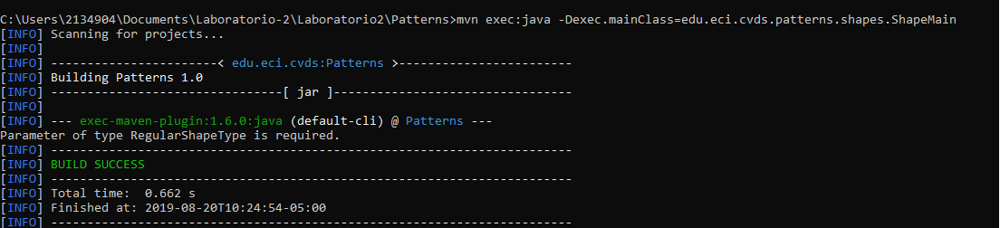 C:\Users\2134904\Documents\Laboratorio-2\Laboratorio2\Patterns>mvn exec:java -Dexec.mainClass=edu.eci.cvds.patterns.shapes.ShapeMain
[INFO] Scanning for projects...
[INFO]
[INFO] -----------------------< edu.eci.cvds:Patterns >------------------------
[INFO] Building Patterns 1.0
[INFO] --------------------------------[ jar ]---------------------------------
[INFO]
[INFO] --- exec-maven-plugin:1.6.0:java (default-cli) @ Patterns ---
Parameter of type RegularShapeType is required.
[INFO] ------------------------------------------------------------------------
[INFO] BUILD SUCCESS
[INFO] ------------------------------------------------------------------------
[INFO] Total time:  0.662 s
[INFO] Finished at: 2019-08-20T10:24:54-05:00
[INFO] ------------------------------------------------------------------------